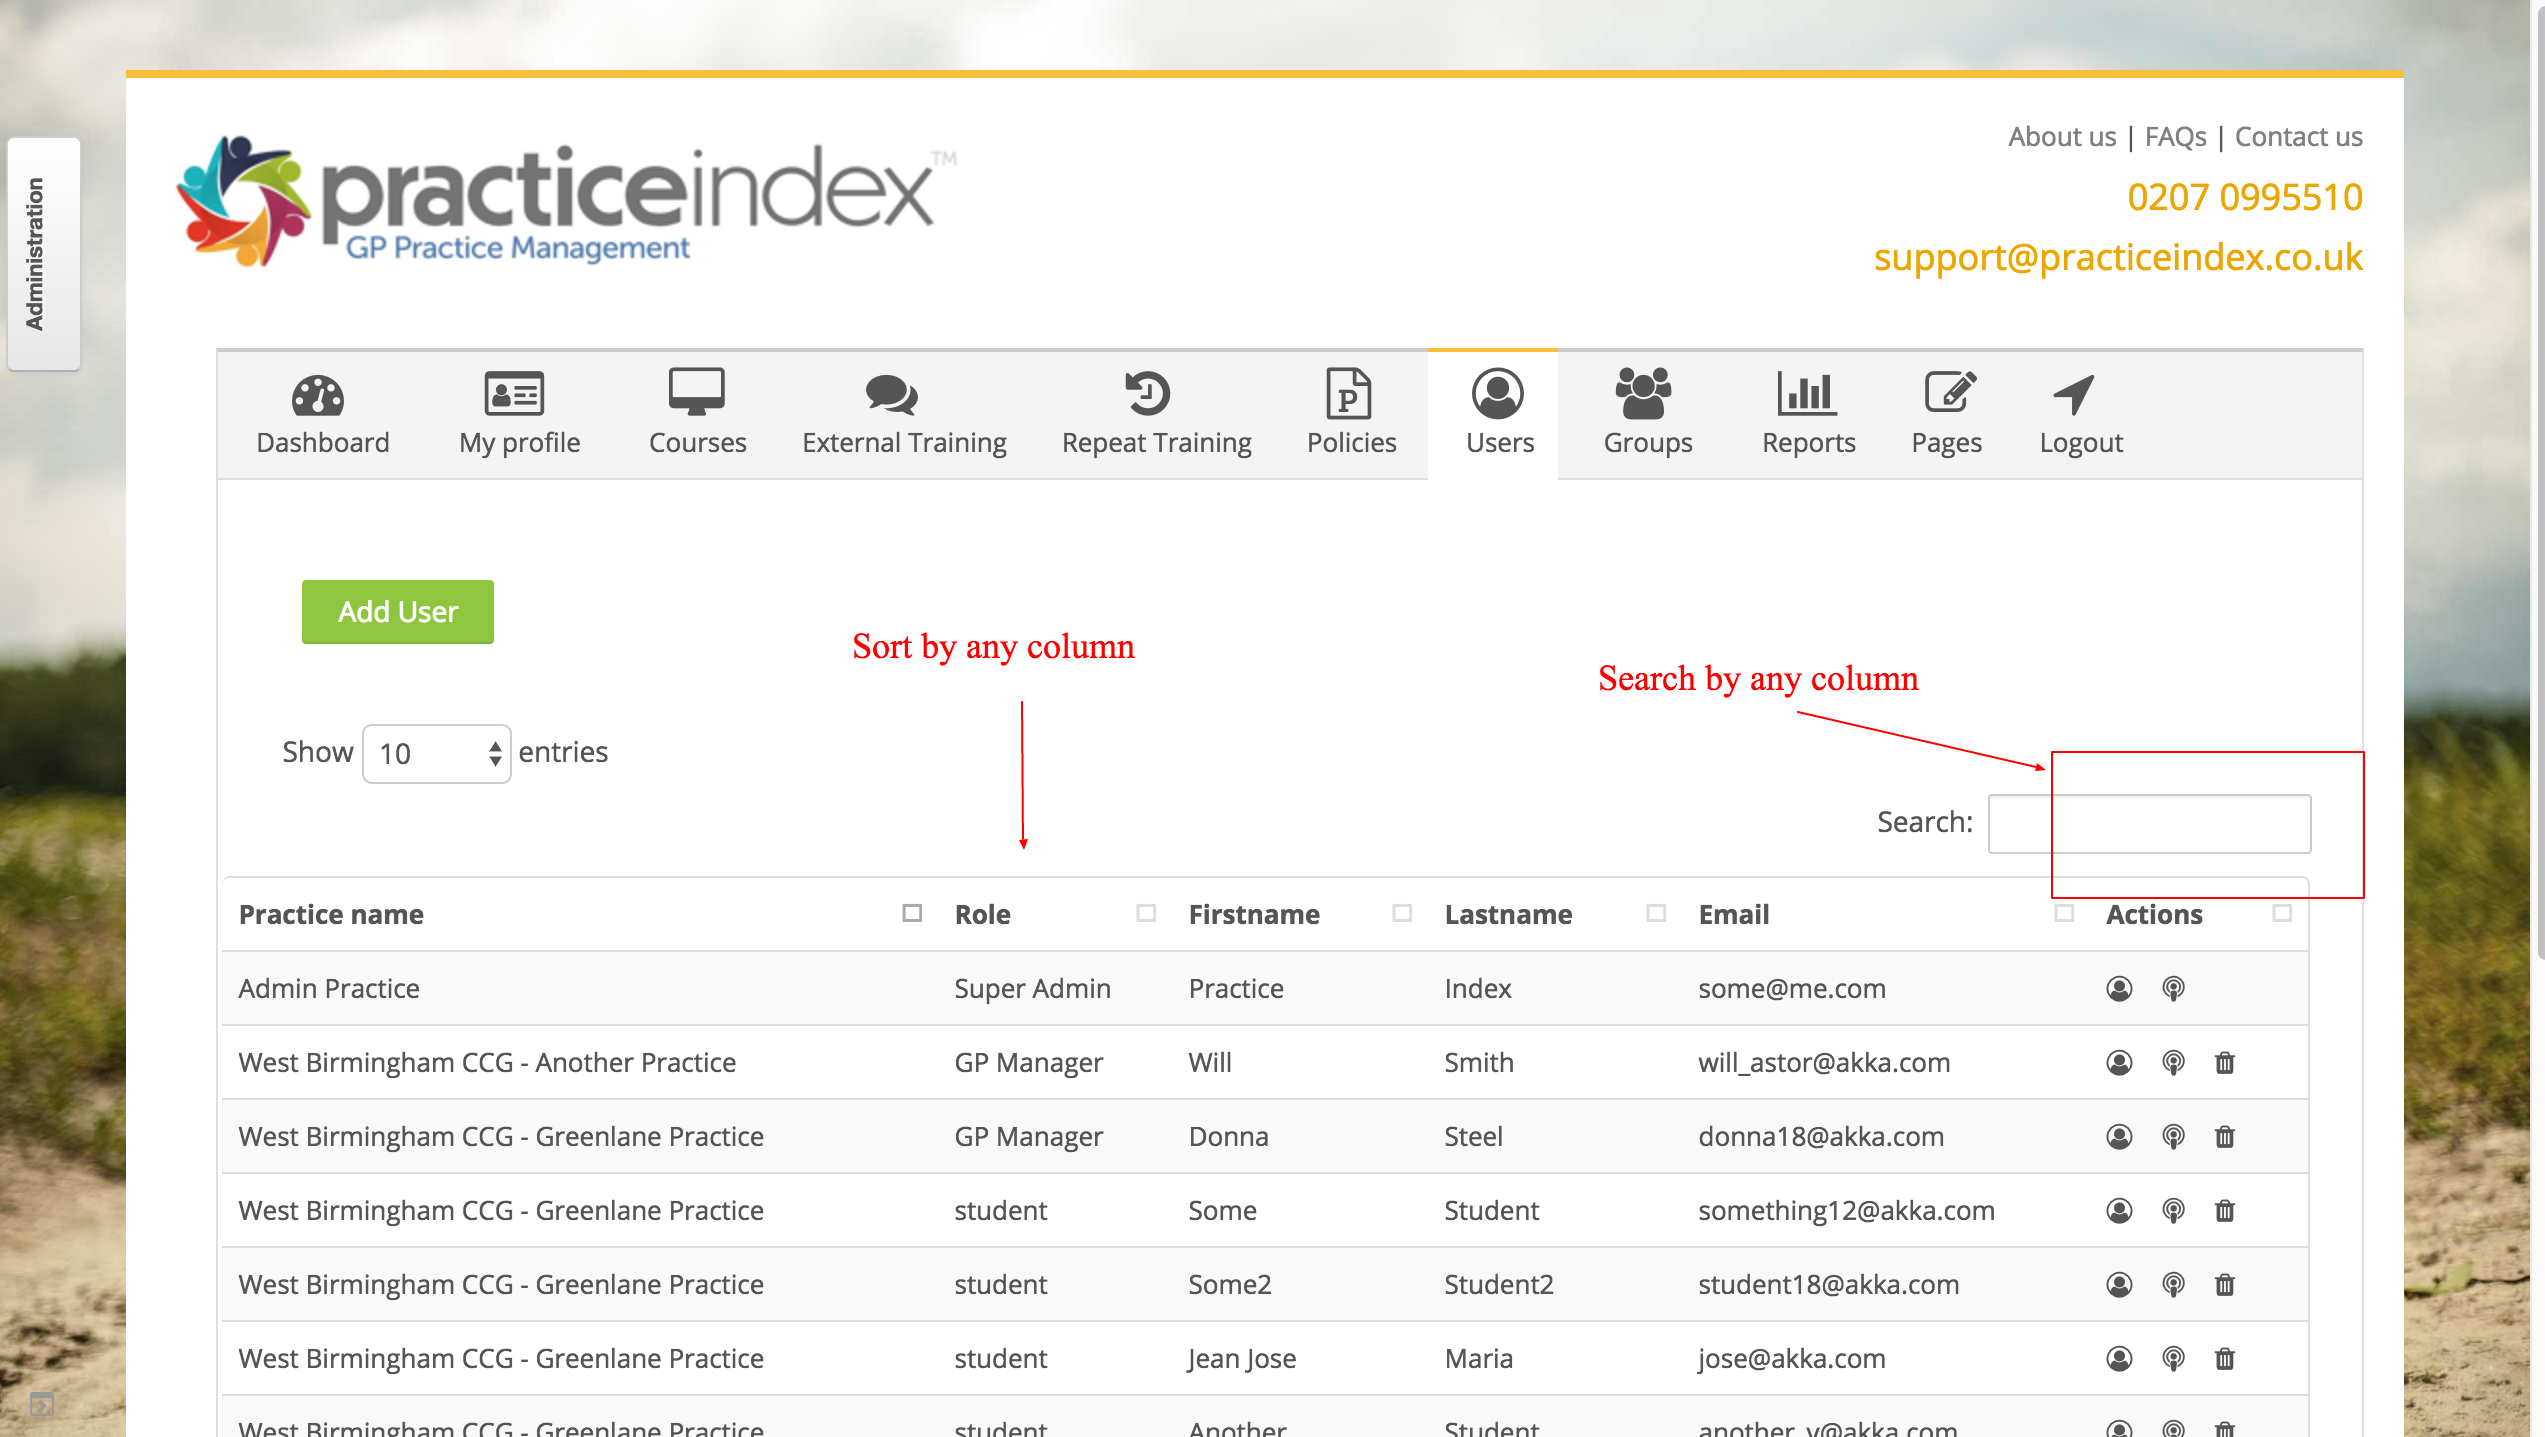 Administration
practiceindex™
GP Practice Management
About us | FAQs | Contact us
0207 0995510
support@practiceindex.co.uk
Dashboard My profile Courses External Training Repeat Training Policies Users Groups Reports Pages Logout
Add User
Sort by any column
Search by any column
Show 10 entries
Search:
Practice name Role Firstname Lastname Email Actions
Admin Practice Super Admin Practice Index some@me.com
West Birmingham CCG - Another Practice GP Manager Will Smith will_astor@akka.com
West Birmingham CCG - Greenlane Practice GP Manager Donna Steel donna18@akka.com
West Birmingham CCG - Greenlane Practice student Some Student something12@akka.com
West Birmingham CCG - Greenlane Practice student Some2 Student2 student18@akka.com
West Birmingham CCG - Greenlane Practice student Jean Jose Maria jose@akka.com
West Birmingham CCG - Greenlane Practice student Another Student another_y@akka.com